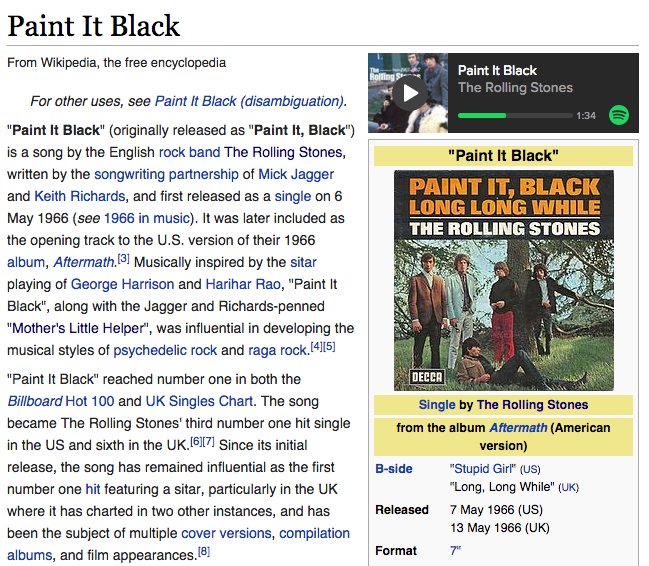 Paint It Black
From Wikipedia, the free encyclopedia
For other uses, see Paint It Black (disambiguation).
"Paint It Black" (originally released as "Paint It, Black")
is a song by the English rock band The Rolling Stones,
written by the songwriting partnership of Mick Jagger
and Keith Richards, and first released as a single on 6
May 1966 (see 1966 in music). It was later included as
the opening track to the U.S. version of their 1966
album, Aftermath.[3] Musically inspired by the sitar
playing of George Harrison and Harihar Rao, "Paint It
Black", along with the Jagger and Richards-penned
"Mother's Little Helper", was influential in developing the
musical styles of psychedelic rock and raga rock.[4][5]
"Paint It Black" reached number one in both the
Billboard Hot 100 and UK Singles Chart. The song
became The Rolling Stones' third number one hit single
in the US and sixth in the UK.[6][7] Since its initial
release, the song has remained influential as the first
number one hit featuring a sitar, particularly in the UK
where it has charted in two other instances, and has
been the subject of multiple cover versions, compilation
albums, and film appearances.[8]
The Rolling Stones
Paint It Black
The Rolling Stones
1:34
"Paint It Black"
PAINT IT, BLACK
LONG LONG WHILE
THE ROLLING STONES
DECCA
Single by The Rolling Stones
from the album Aftermath (American
version)
B-side "Stupid Girl" (US)
"Long, Long While" (UK)
Released 7 May 1966 (US)
13 May 1966 (UK)
Format 7"